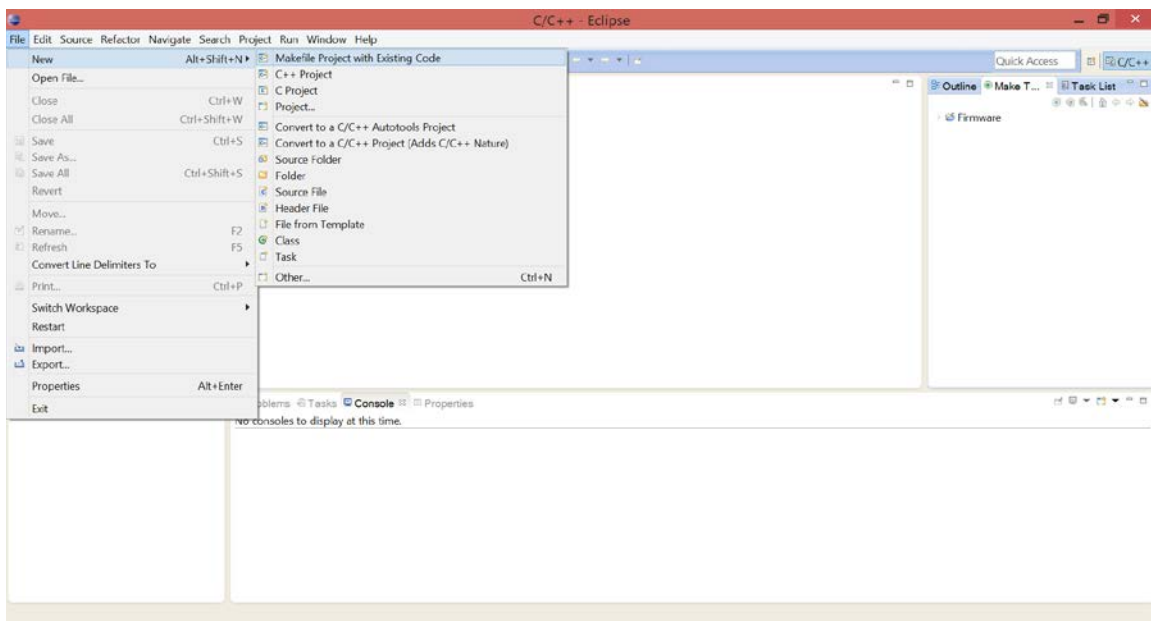 C/C++ - Eclipse
File Edit Source Refactor Navigate Search Project Run Window Help
New Alt+Shift+N
Open File...
Close Ctrl+W
Close All Ctrl+Shift+W
Save Ctrl+S
Save As...
Save All Ctrl+Shift+S
Revert
Move...
Rename... F2
Refresh F5
Convert Line Delimiters To
Print... Ctrl+P
Switch Workspace
Restart
Import...
Export...
Properties Alt+Enter
Exit
Makefile Project with Existing Code
C++ Project
C Project
Project...
Convert to a C/C++ Autotools Project
Convert to a C/C++ Project (Adds C/C++ Nature)
Source Folder
Folder
Source File
Header File
File from Template
Class
Task
Other... Ctrl+N
Quick Access C/C++
Outline Make T... Task List
Firmware
oblems Tasks Console Properties
No consoles to display at this time.